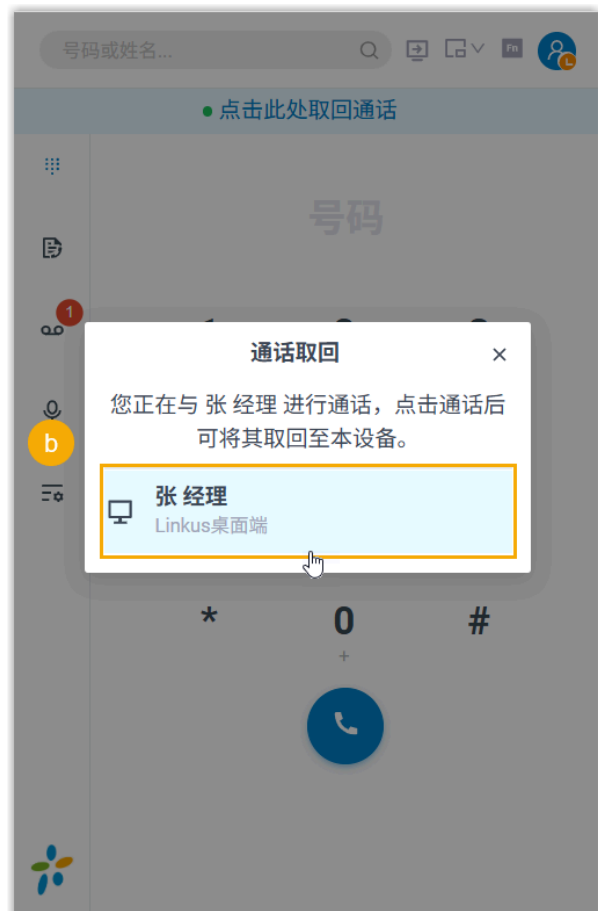 号码或姓名...
Fn
点击此处取回通话
号码
1
通话取回
×
您正在与 张 经理 进行通话，点击通话后
可将其取回至本设备。
b
张 经理
Linkus桌面端
*
0
#
+